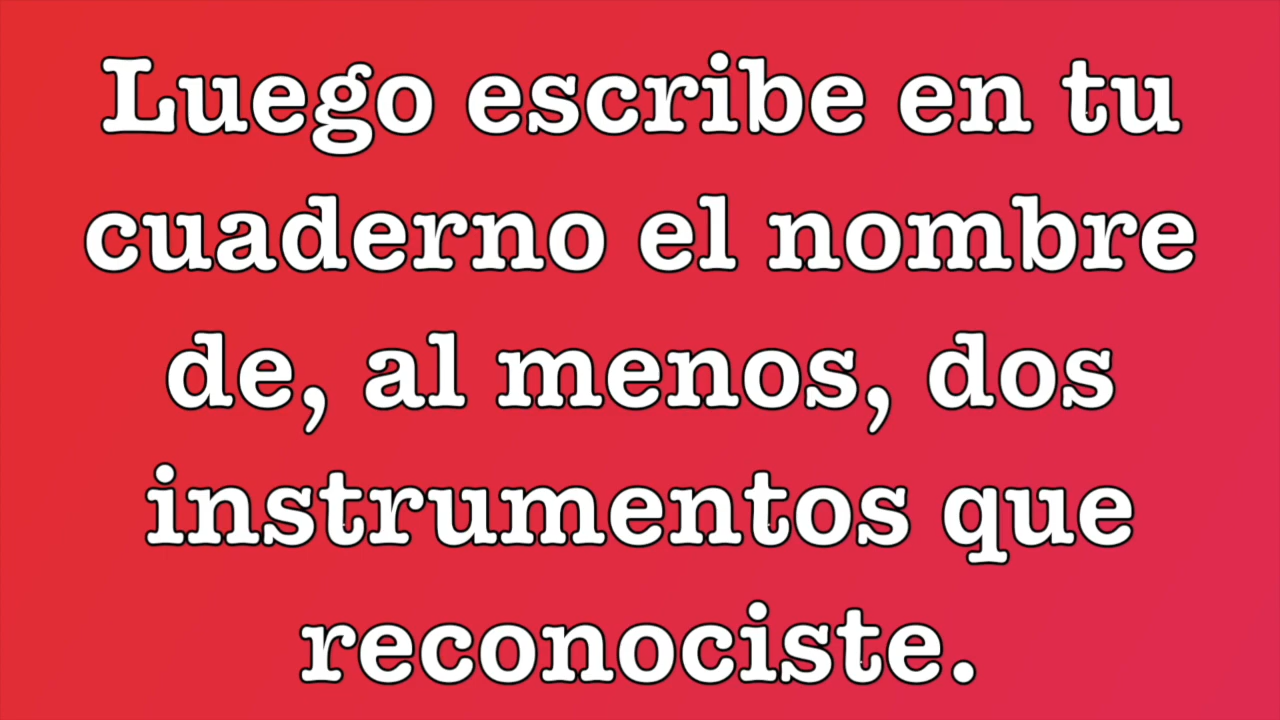 Luego escribe en tu
cuaderno el nombre
de, al menos, dos
instrumentos que
reconociste.